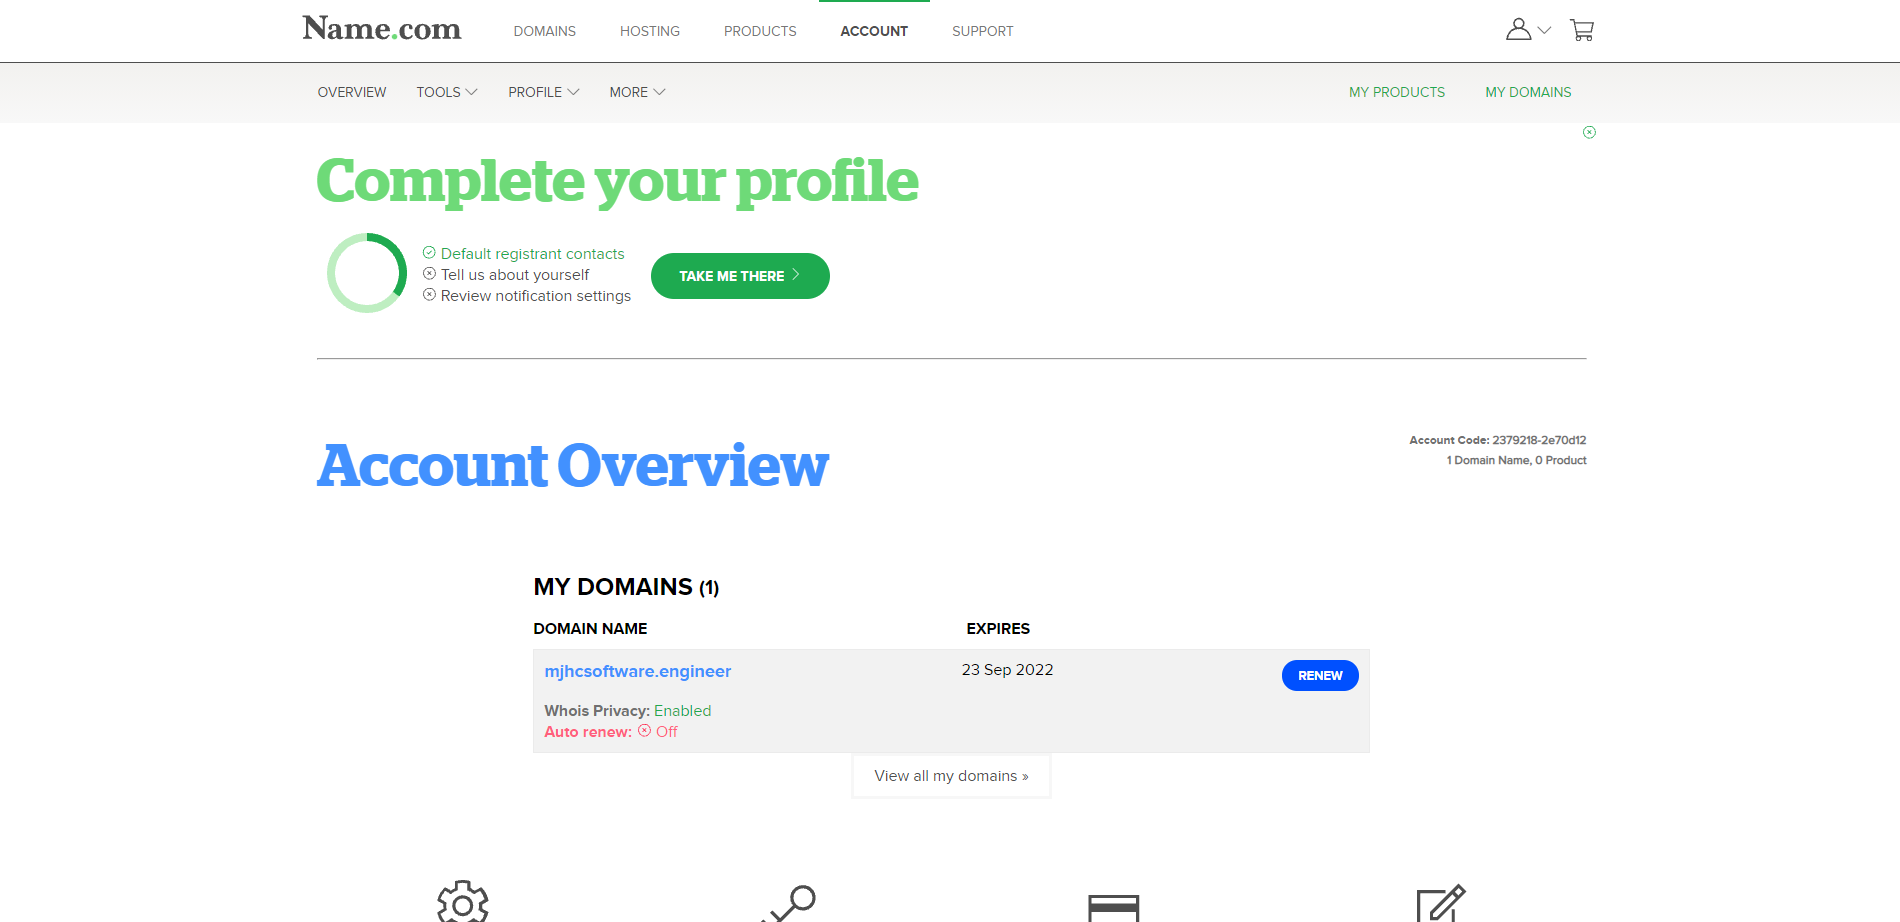 Name.com
DOMAINS HOSTING PRODUCTS ACCOUNT SUPPORT
OVERVIEW TOOLS PROFILE MORE MY PRODUCTS MY DOMAINS
Complete your profile
Default registrant contacts
Tell us about yourself
Review notification settings
TAKE ME THERE
Account Overview
Account Code: 2379218-2e70d12
1 Domain Name, 0 Product
MY DOMAINS (1)
DOMAIN NAME EXPIRES
mjhcsoftware.engineer 23 Sep 2022 RENEW
Whois Privacy: Enabled
Auto renew: Off
View all my domains »